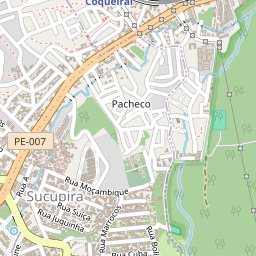 Coqueiral
Pacheco
PE-007
Rua Moçambique
Sucupira
Rua A
Rua Suíça
Rua Juquinha
Rua Marrocos
Rua Cuba